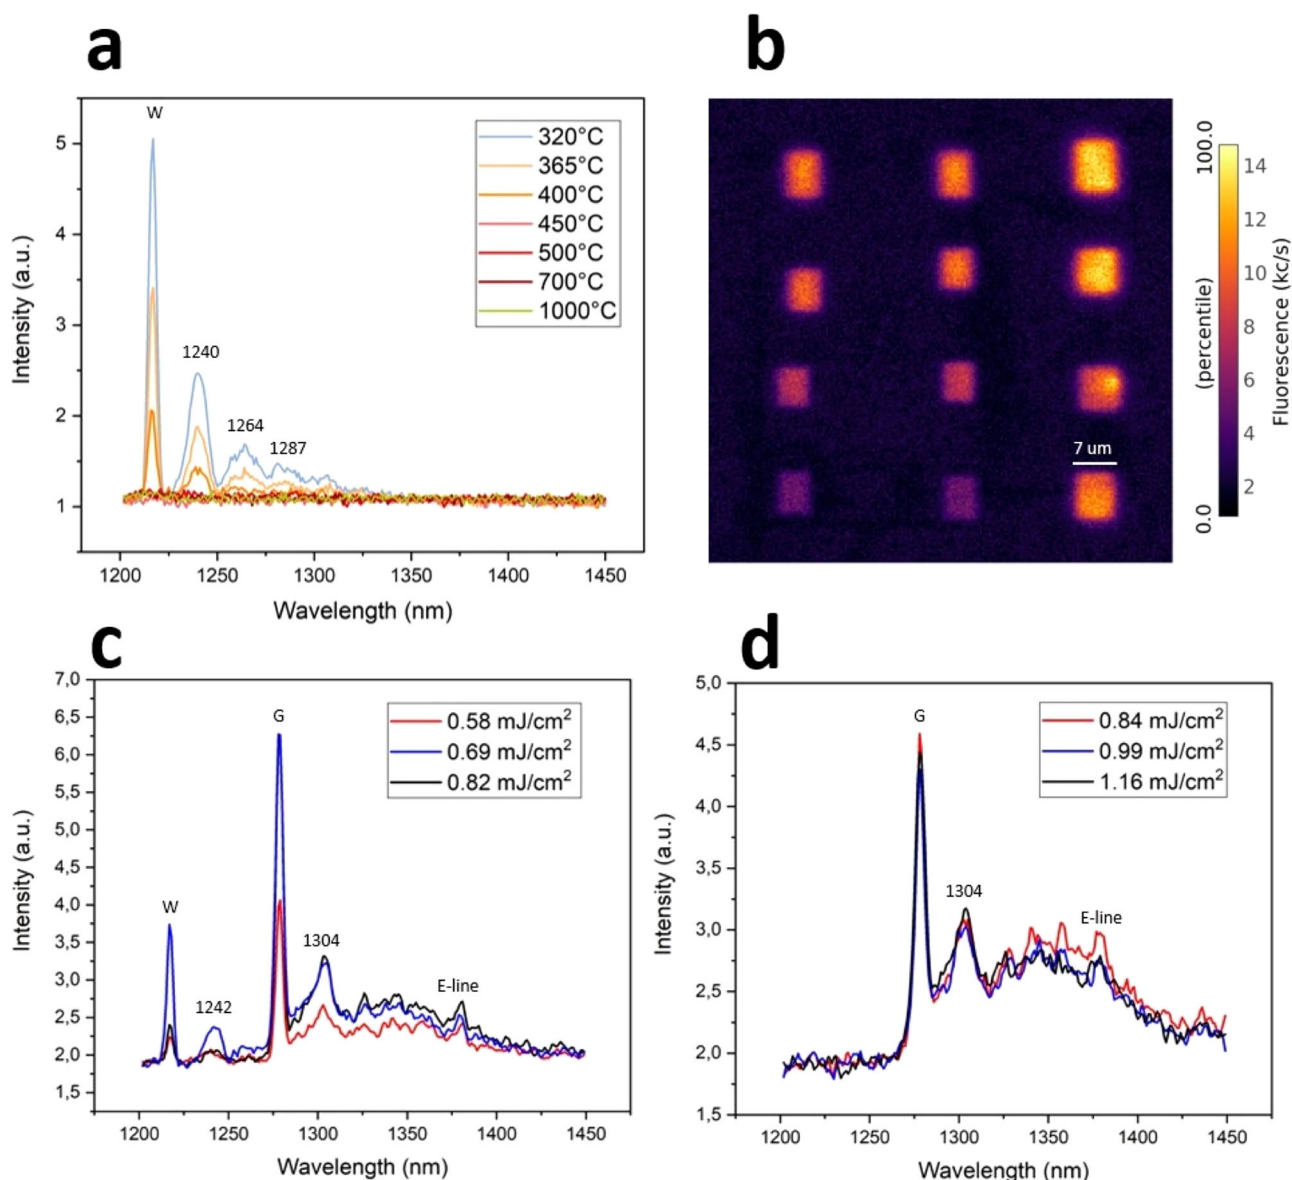 a
W
1240
1264
1287
320°C
365°C
400°C
450°C
500°C
700°C
1000°C
5
4
3
2
1
Intensity (a.u.)
1200 1250 1300 1350 1400 1450
Wavelength (nm)
b
7 um
100.0
(percentile)
0.0
14
12
10
8
6
4
2
Fluorescence (kc/s)
c
W
1242
G
1304
E-line
0.58 mJ/cm²
0.69 mJ/cm²
0.82 mJ/cm²
7,0
6,5
6,0
5,5
5,0
4,5
4,0
3,5
3,0
2,5
2,0
1,5
Intensity (a.u.)
1200 1250 1300 1350 1400 1450
Wavelength (nm)
d
G
1304
E-line
0.84 mJ/cm²
0.99 mJ/cm²
1.16 mJ/cm²
5,0
4,5
4,0
3,5
3,0
2,5
2,0
1,5
Intensity (a.u.)
1200 1250 1300 1350 1400 1450
Wavelength (nm)